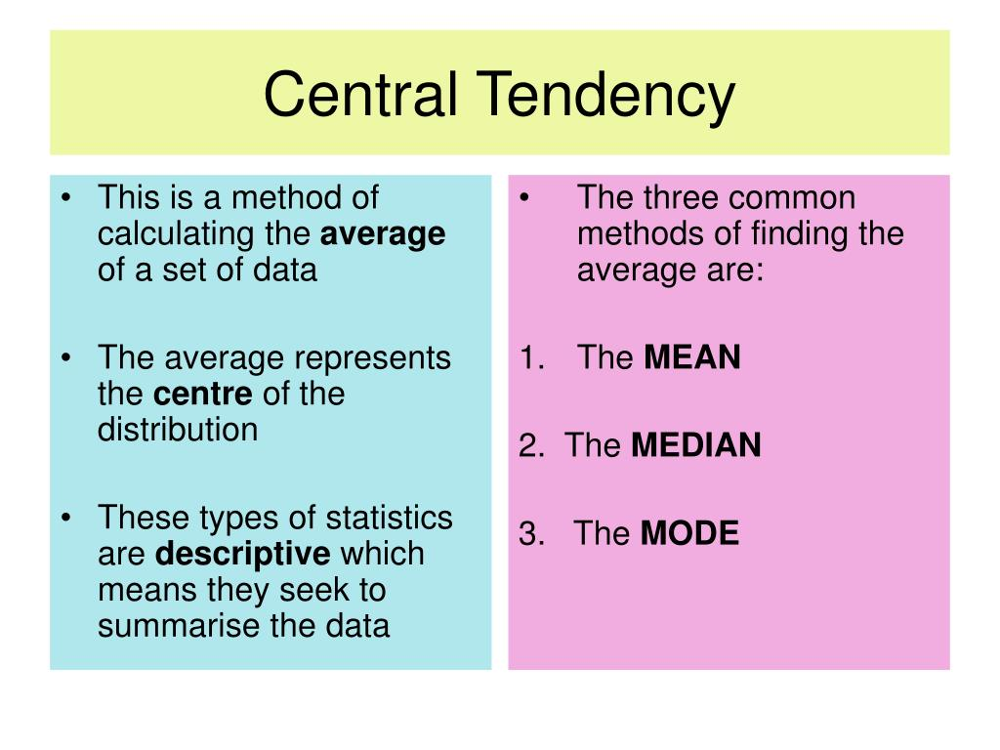 Central Tendency
• This is a method of
calculating the average
of a set of data
• The average represents
the centre of the
distribution
• These types of statistics
are descriptive which
means they seek to
summarise the data
• The three common
methods of finding the
average are:
1. The MEAN
2. The MEDIAN
3. The MODE